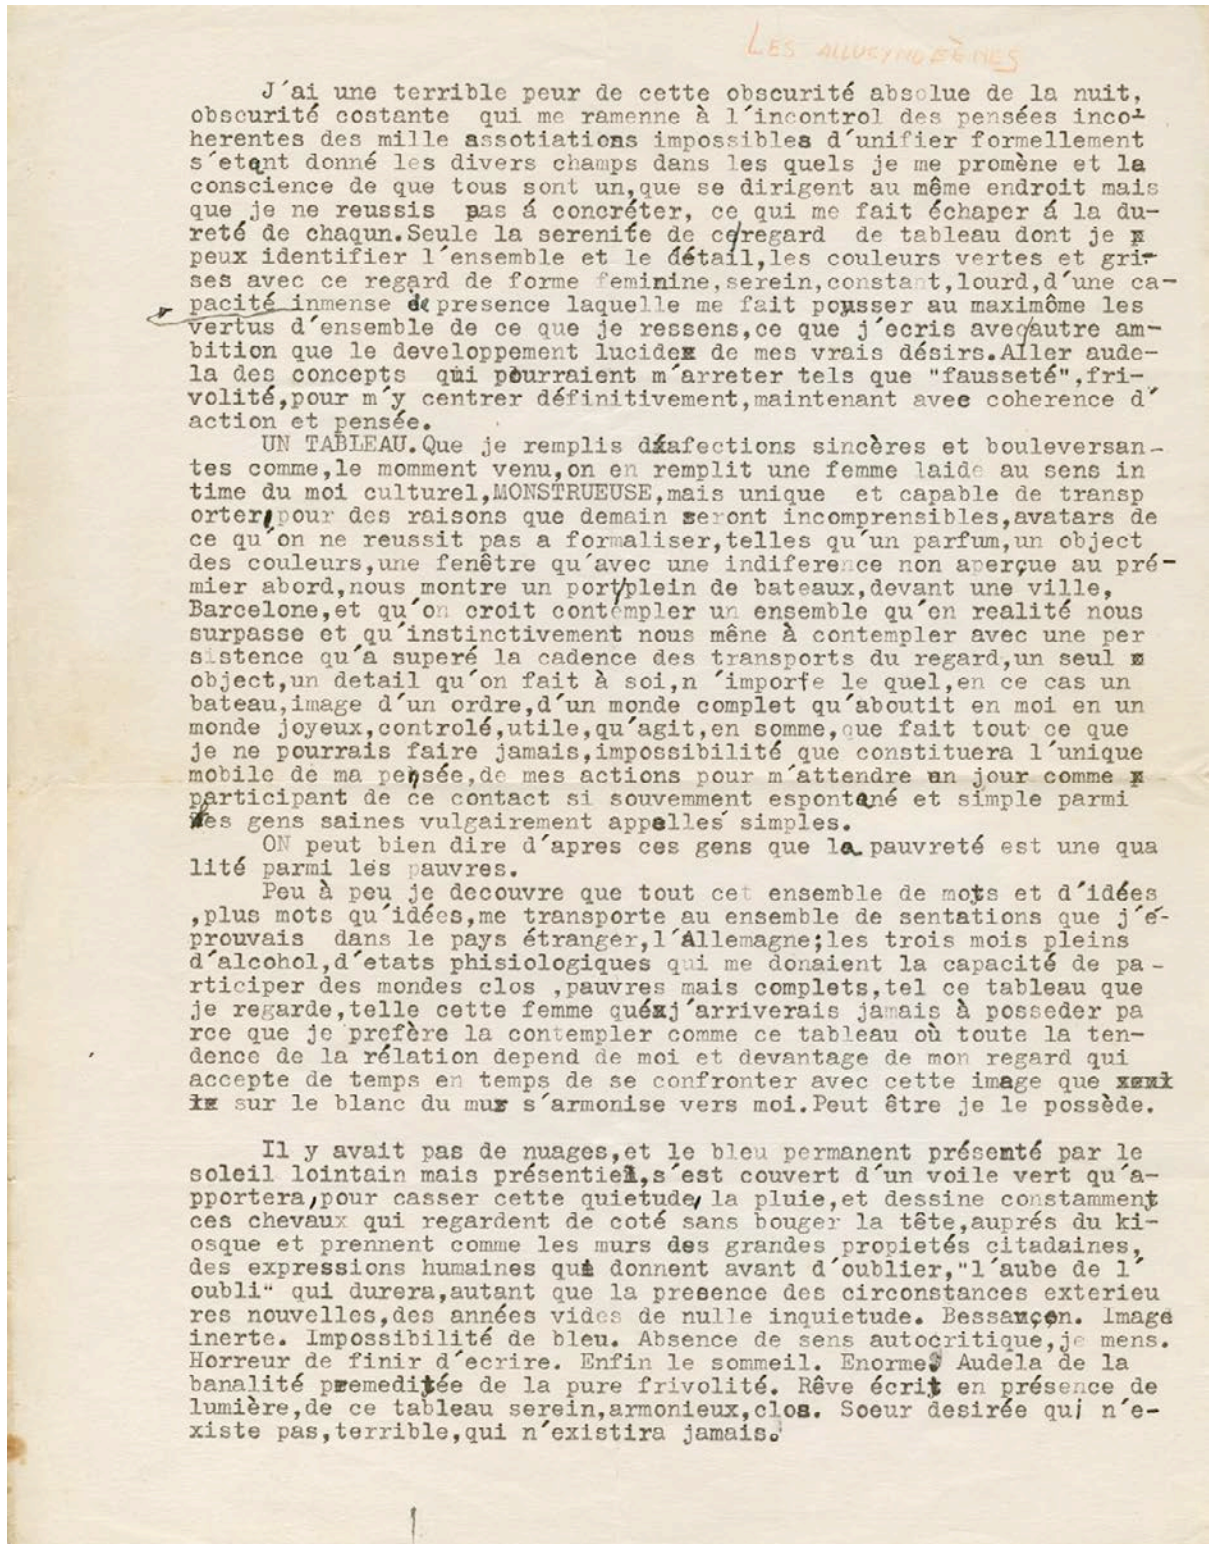 LES
J'ai une terrible peur de cette obscurité absolue de la nuit,
obscurité costante qui me ramenne à l'incontrol des pensées inco-
herentes des mille assotiations impossibles d'unifier formellement
s'etant donné les divers champs dans les quels je me promène et la
conscience de que tous sont un,que se dirigent au même endroit mais
que je ne reussis pas á concréter, ce qui me fait échaper á la du-
reté de chaqun.Seule la serenite de ce/regard de tableau dont je
peux identifier l'ensemble et le détail,les couleurs vertes et gri-
ses avec ce regard de forme feminine,serein,constant,lourd,d'une ca-
pacité inmense de presence laquelle me fait pousser au maximôme les
vertus d'ensemble de ce que je ressens,ce que j'ecris avec/autre am-
bition que le developpement lucide de mes vrais désirs.Aller aude-
la des concepts qui pourraient m'arreter tels que "fausseté",fri-
volité,pour m'y centrer définitivement,maintenant avec coherence d'
action et pensée.
UN TABLEAU.Que je remplis d'afections sincères et bouleversan-
tes comme,le momment venu,on en remplit une femme laide au sens in
time du moi culturel,MONSTRUEUSE,mais unique et capable de transp
orter,pour des raisons que demain seront incomprensibles,avatars de
ce qu'on ne reussit pas a formaliser,telles qu'un parfum,un object
des couleurs,une fenêtre qu'avec une indiference non aperçue au pré-
mier abord,nous montre un port/plein de bateaux,devant une ville,
Barcelone,et qu'on croit contempler un ensemble qu'en realité nous
surpasse et qu'instinctivement nous mêne à contempler avec une per
sistence qu'a superé la cadence des transports du regard,un seul
object,un detail qu'on fait à soi,n 'importe le quel,en ce cas un
bateau,image d'un ordre,d'un monde complet qu'aboutit en moi en un
monde joyeux,controlé,utile,qu'agit,en somme,que fait tout ce que
je ne pourrais faire jamais,impossibilité que constituera l'unique
mobile de ma pensée,de mes actions pour m'attendre un jour comme
participant de ce contact si souvemment espontané et simple parmi
les gens saines vulgairement appelles simples.
ON peut bien dire d'apres ces gens que la pauvreté est une qua
lité parmi les pauvres.
Peu à peu je decouvre que tout cet ensemble de mots et d'idées
,plus mots qu'idées,me transporte au ensemble de sentations que j'é-
prouvais dans le pays étranger,l'Allemagne;les trois mois pleins
d'alcohol,d'etats phisiologiques qui me donaient la capacité de pa -
rticiper des mondes clos ,pauvres mais complets,tel ce tableau que
je regarde,telle cette femme qué j'arriverais jamais à posseder pa
rce que je prefère la contempler comme ce tableau où toute la ten-
dence de la rélation depend de moi et devantage de mon regard qui
accepte de temps en temps de se confronter avec cette image que
sur le blanc du mur s'armonise vers moi.Peut être je le possède.
Il y avait pas de nuages,et le bleu permanent présenté par le
soleil lointain mais présentiel,s'est couvert d'un voile vert qu'a-
pportera,pour casser cette quietude, la pluie,et dessine constamment
ces chevaux qui regardent de coté sans bouger la tête,auprés du ki-
osque et prennent comme les murs des grandes propietés citadaines,
des expressions humaines qui donnent avant d'oublier,"l'aube de l'
oubli" qui durera,autant que la presence des circonstances exterieu
res nouvelles,des années vides de nulle inquietude. Bessançon. Image
inerte. Impossibilité de bleu. Absence de sens autocritique,je mens.
Horreur de finir d'ecrire. Enfin le sommeil. Enorme. Audela de la
banalité premeditée de la pure frivolité. Rêve écrit en présence de
lumière,de ce tableau serein,armonieux,clos. Soeur desirée qui n'e-
xiste pas,terrible,qui n'existira jamais.